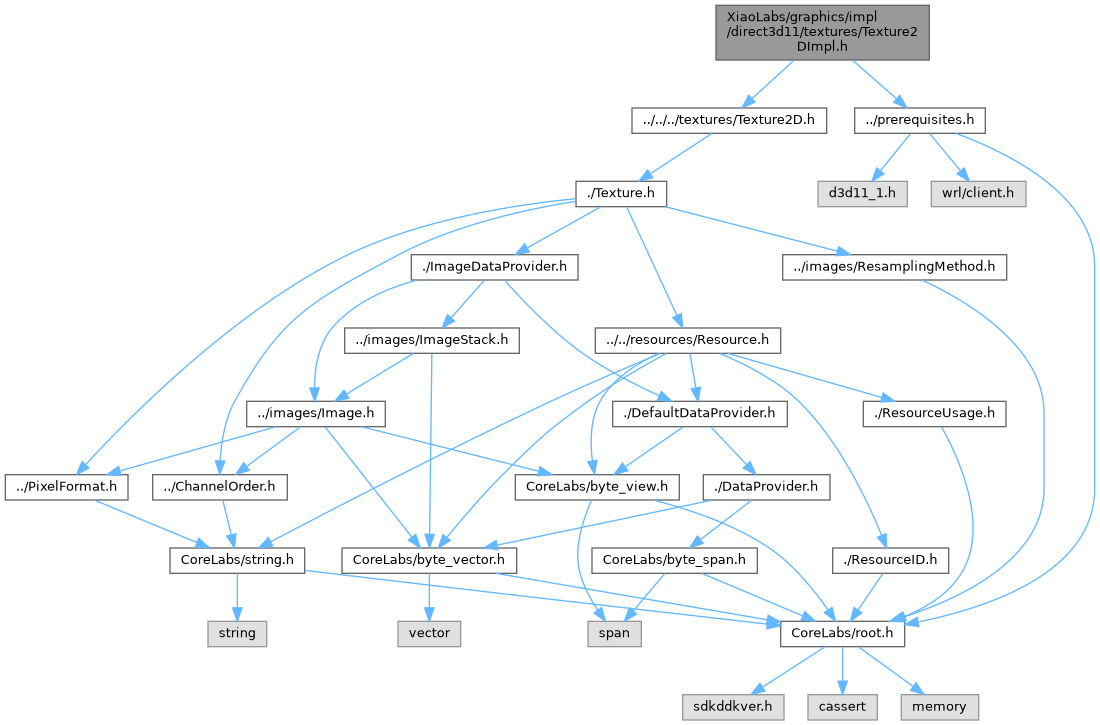 XiaoLabs/graphics/impl
/direct3d11/textures/Texture2
DImpl.h
../../../textures/Texture2D.h
../prerequisites.h
./Texture.h
d3d11_1.h
wrl/client.h
./ImageDataProvider.h
../images/ResamplingMethod.h
../images/ImageStack.h
../../resources/Resource.h
../images/Image.h
./DefaultDataProvider.h
./ResourceUsage.h
../PixelFormat.h
../ChannelOrder.h
CoreLabs/byte_view.h
./DataProvider.h
CoreLabs/string.h
CoreLabs/byte_vector.h
CoreLabs/byte_span.h
./ResourceID.h
string
vector
span
CoreLabs/root.h
sdkddkver.h
cassert
memory